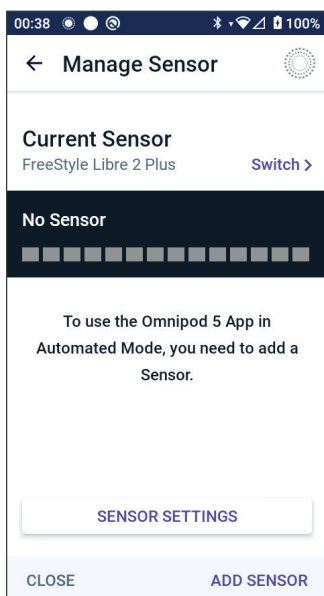 00:38 100%
Manage Sensor
Current Sensor
FreeStyle Libre 2 Plus Switch >
No Sensor
To use the Omnipod 5 App in
Automated Mode, you need to add a
Sensor.
SENSOR SETTINGS
CLOSE ADD SENSOR